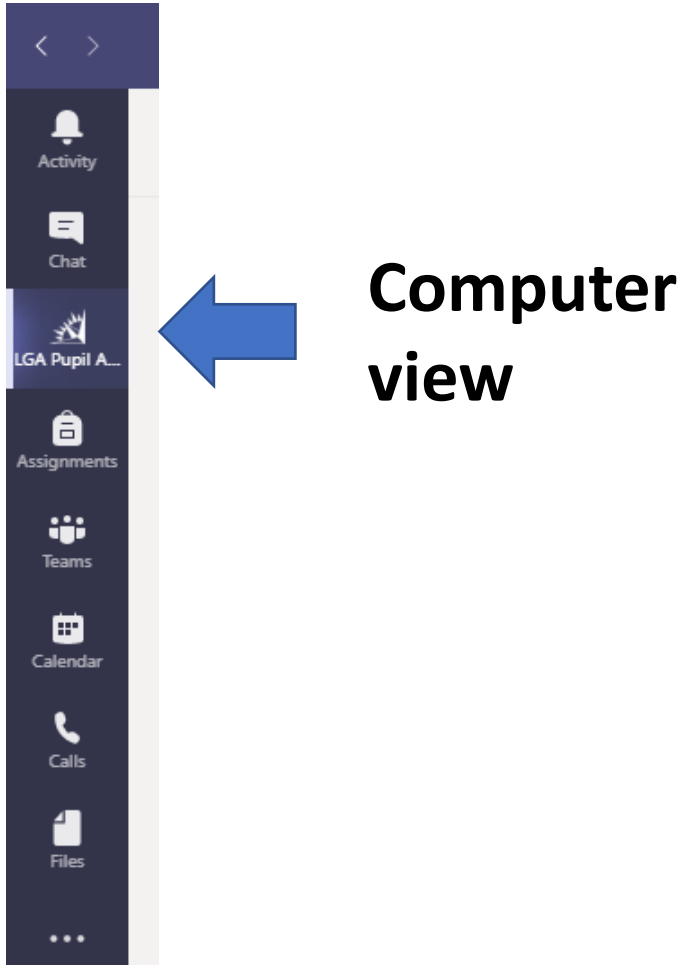 Activity
Chat
LGA Pupil A...
Assignments
Teams
Calendar
Calls
Files
Computer
view